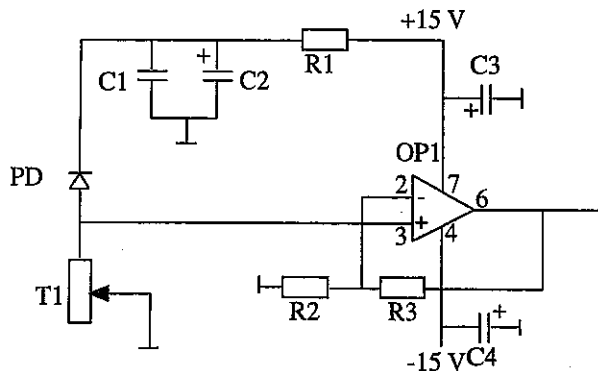 +15 V
C1
+
C2
R1
C3
+
OP1
PD
2
-
7
6
3
+
4
T1
R2
R3
+
C4
-15 V